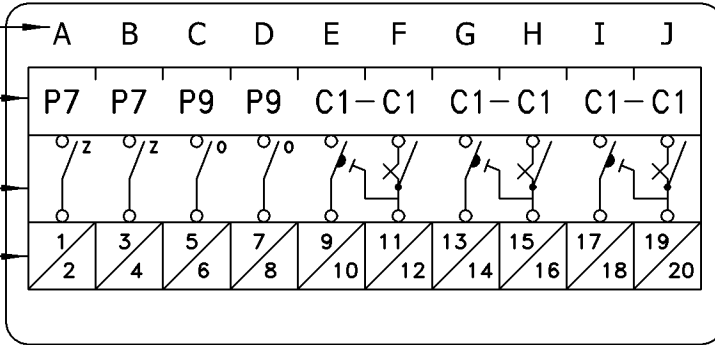 A B C D E F G H I J
P7 P7 P9 P9 C1-C1 C1-C1 C1-C1
z z o o
1 3 5 7 9 11 13 15 17 19
2 4 6 8 10 12 14 16 18 20